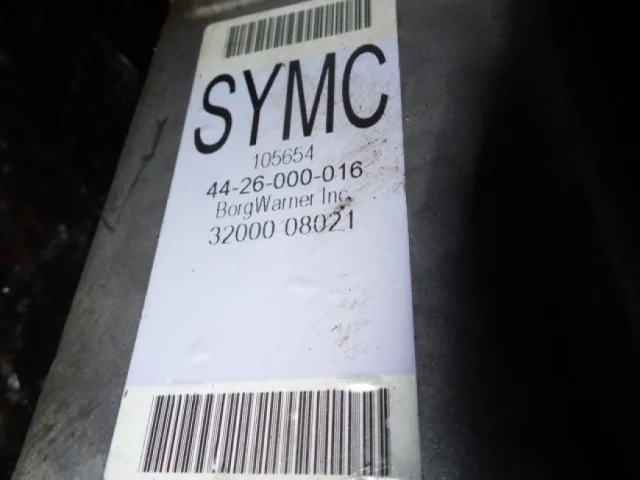 SYMC
105654
44-26-000-016
BorgWarner Inc.
32000 08021